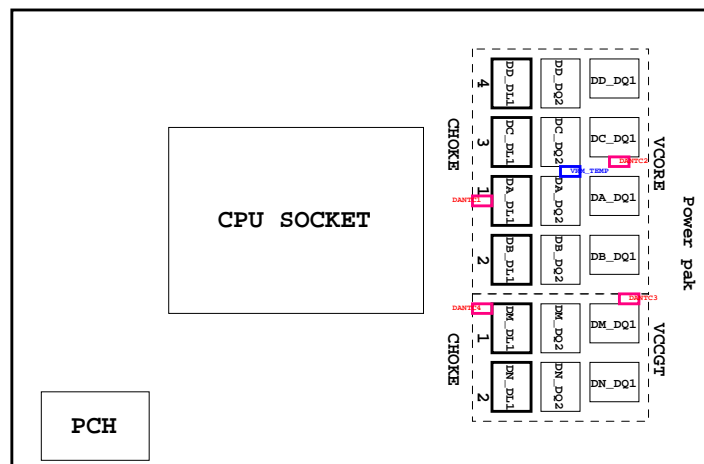 4
DD_DL1
DD_DQ2
DD_DQ1
CHOKE
3
DC_DL1
DC_DQ2
DC_DQ1
VCORE
DANTC2
VRM_TEMP
1
DANTC1
DA_DL1
DA_DQ2
DA_DQ1
Power pak
CPU SOCKET
2
DB_DL1
DB_DQ2
DB_DQ1
DANTC3
DANTC4
1
DM_DL1
DM_DQ2
DM_DQ1
CHOKE
VCCGT
2
DN_DL1
DN_DQ2
DN_DQ1
PCH